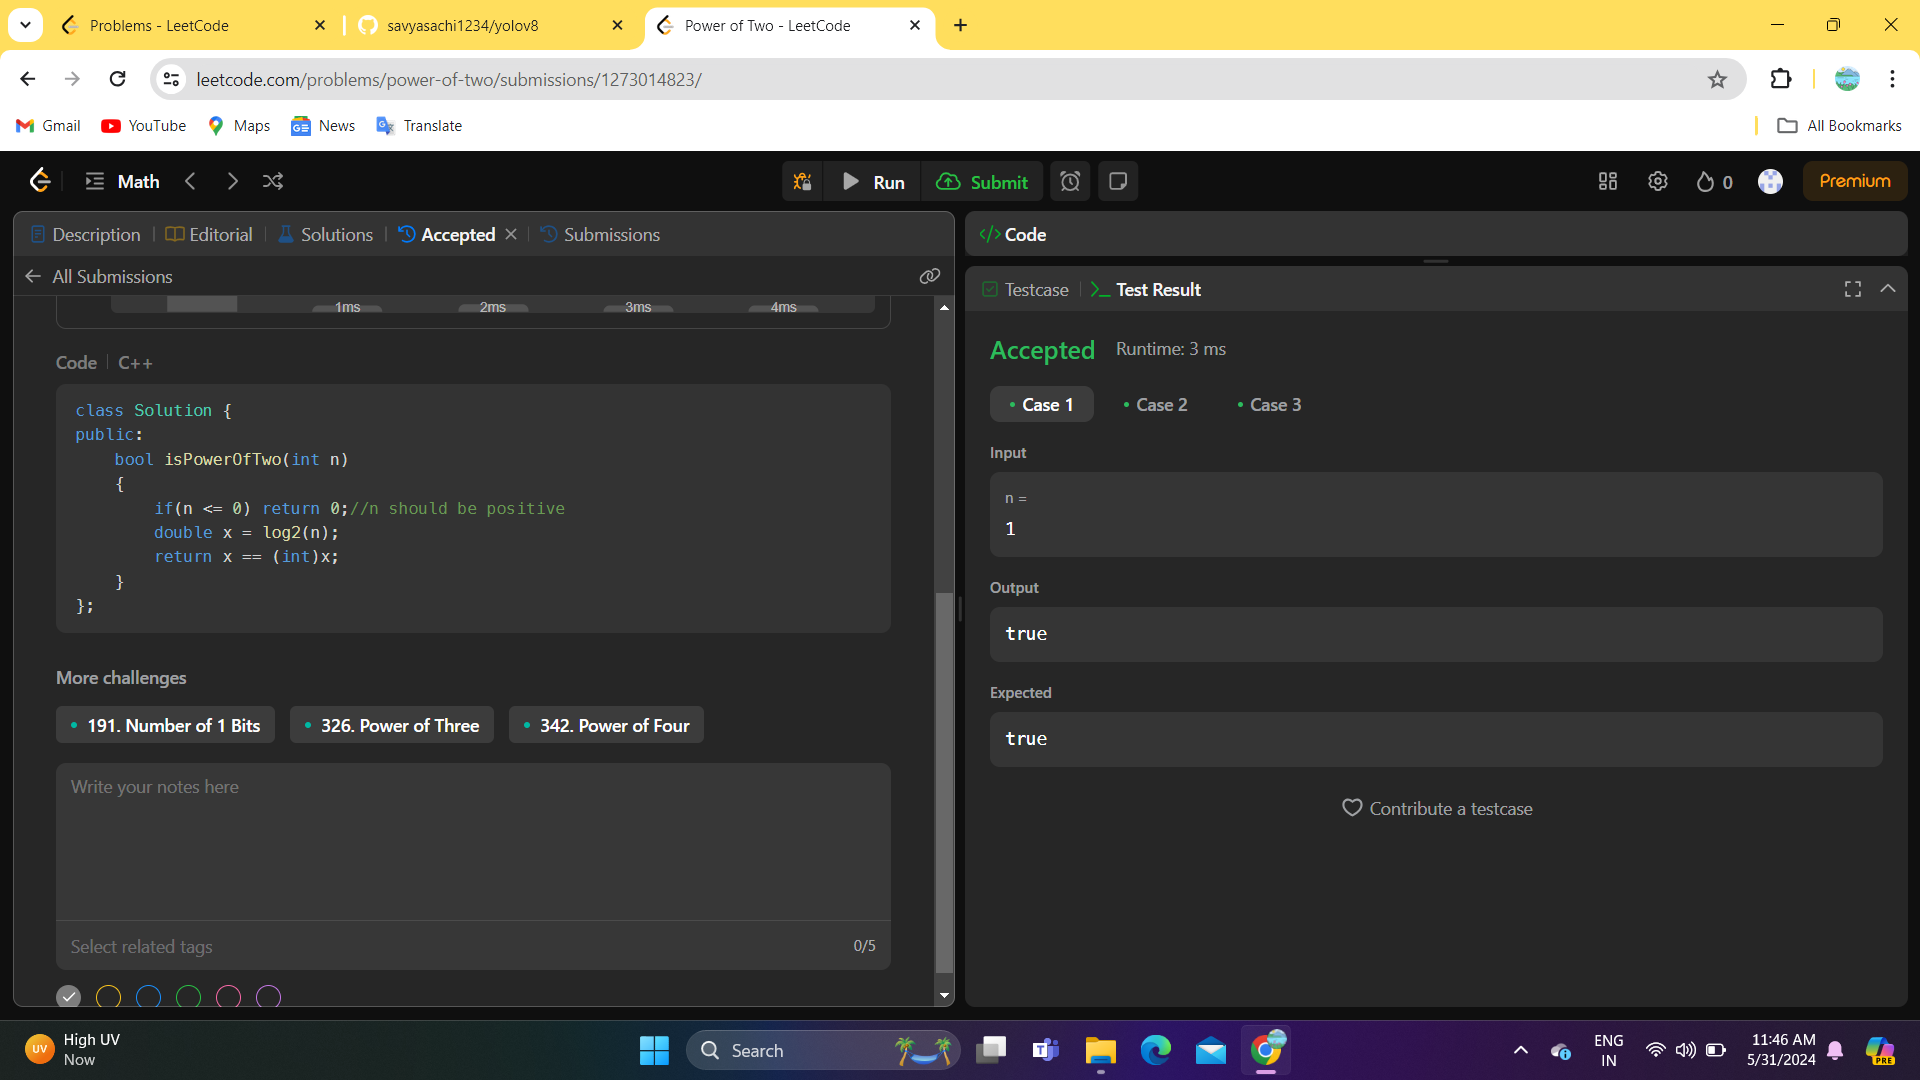 Problems - LeetCode
savyasachi1234/yolov8
Power of Two - LeetCode
leetcode.com/problems/power-of-two/submissions/1273014823/
Gmail YouTube Maps News Translate All Bookmarks
Math Run Submit 0 Premium
Description Editorial Solutions Accepted Submissions
All Submissions
1ms 2ms 3ms 4ms
Code C++
class Solution {
public:
    bool isPowerOfTwo(int n)
    {
        if(n <= 0) return 0;//n should be positive
        double x = log2(n);
        return x == (int)x;
    }
};
More challenges
191. Number of 1 Bits 326. Power of Three 342. Power of Four
Write your notes here
Select related tags 0/5
</> Code
Testcase Test Result
Accepted Runtime: 3 ms
Case 1 Case 2 Case 3
Input
n =
1
Output
true
Expected
true
Contribute a testcase
UV High UV
Now
Search
ENG
IN
11:46 AM
5/31/2024
PRE